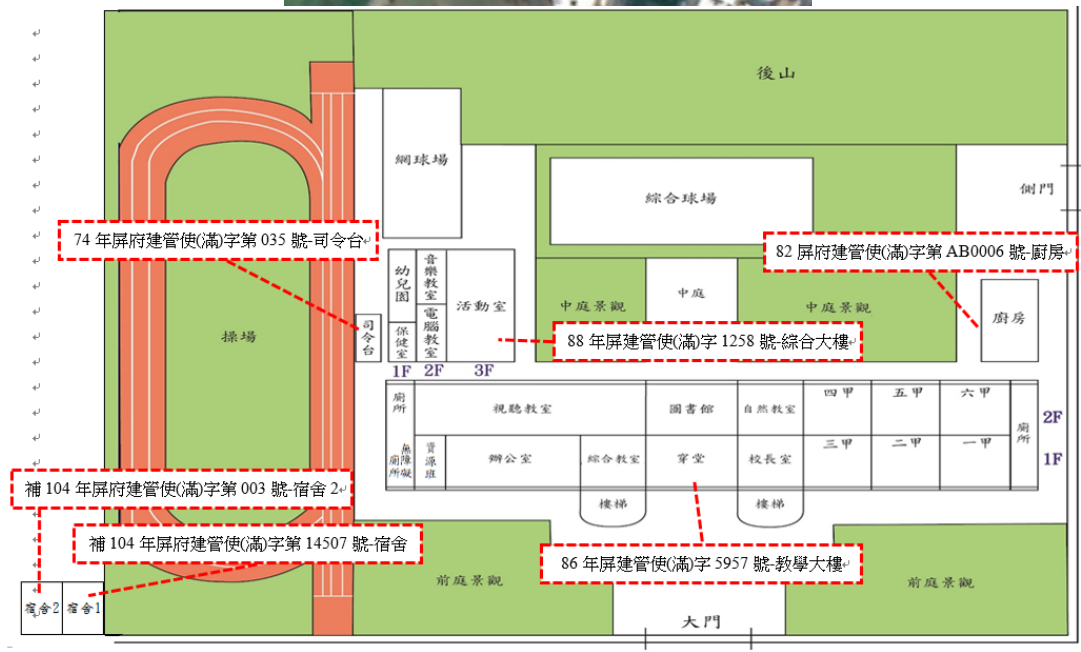 後山
網球場
綜合球場
側門
74 年屏府建管使(滿)字第 035 號-司令台
82 屏府建管使(滿)字第 AB0006 號-廚房
幼兒園
音樂教室
活動室
中庭景觀
中庭
中庭景觀
廚房
司令台
操場
保健室
電腦教室
88 年屏建管使(滿)字 1258 號-綜合大樓
1F 2F 3F
廁所
視聽教室
圖書館
自然教室
四甲
五甲
六甲
廁所
2F
無障礙廁所
資源班
辦公室
綜合教室
穿堂
校長室
三甲
二甲
一甲
1F
補 104 年屏府建管使(滿)字第 003 號-宿舍 2
樓梯
樓梯
補 104 年屏府建管使(滿)字第 14507 號-宿舍
86 年屏建管使(滿)字 5957 號-教學大樓
前庭景觀
前庭景觀
宿舍2
宿舍1
大門